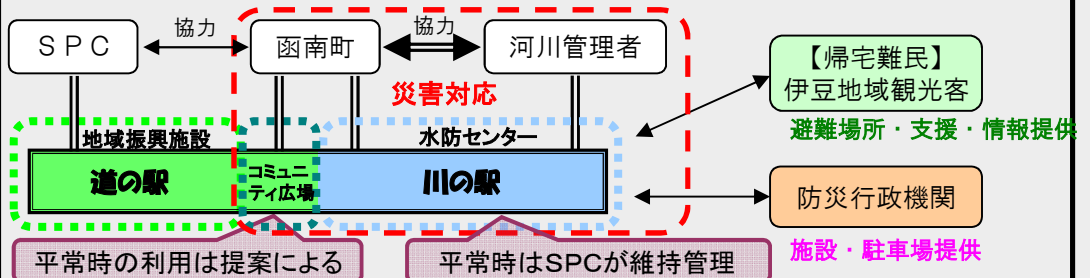 ＳＰＣ
協力
函南町
協力
河川管理者
災害対応
【帰宅難民】
伊豆地域観光客
避難場所・支援・情報提供
地域振興施設
水防センター
道の駅
コミュニ
ティ広場
川の駅
防災行政機関
施設・駐車場提供
平常時の利用は提案による
平常時はSPCが維持管理